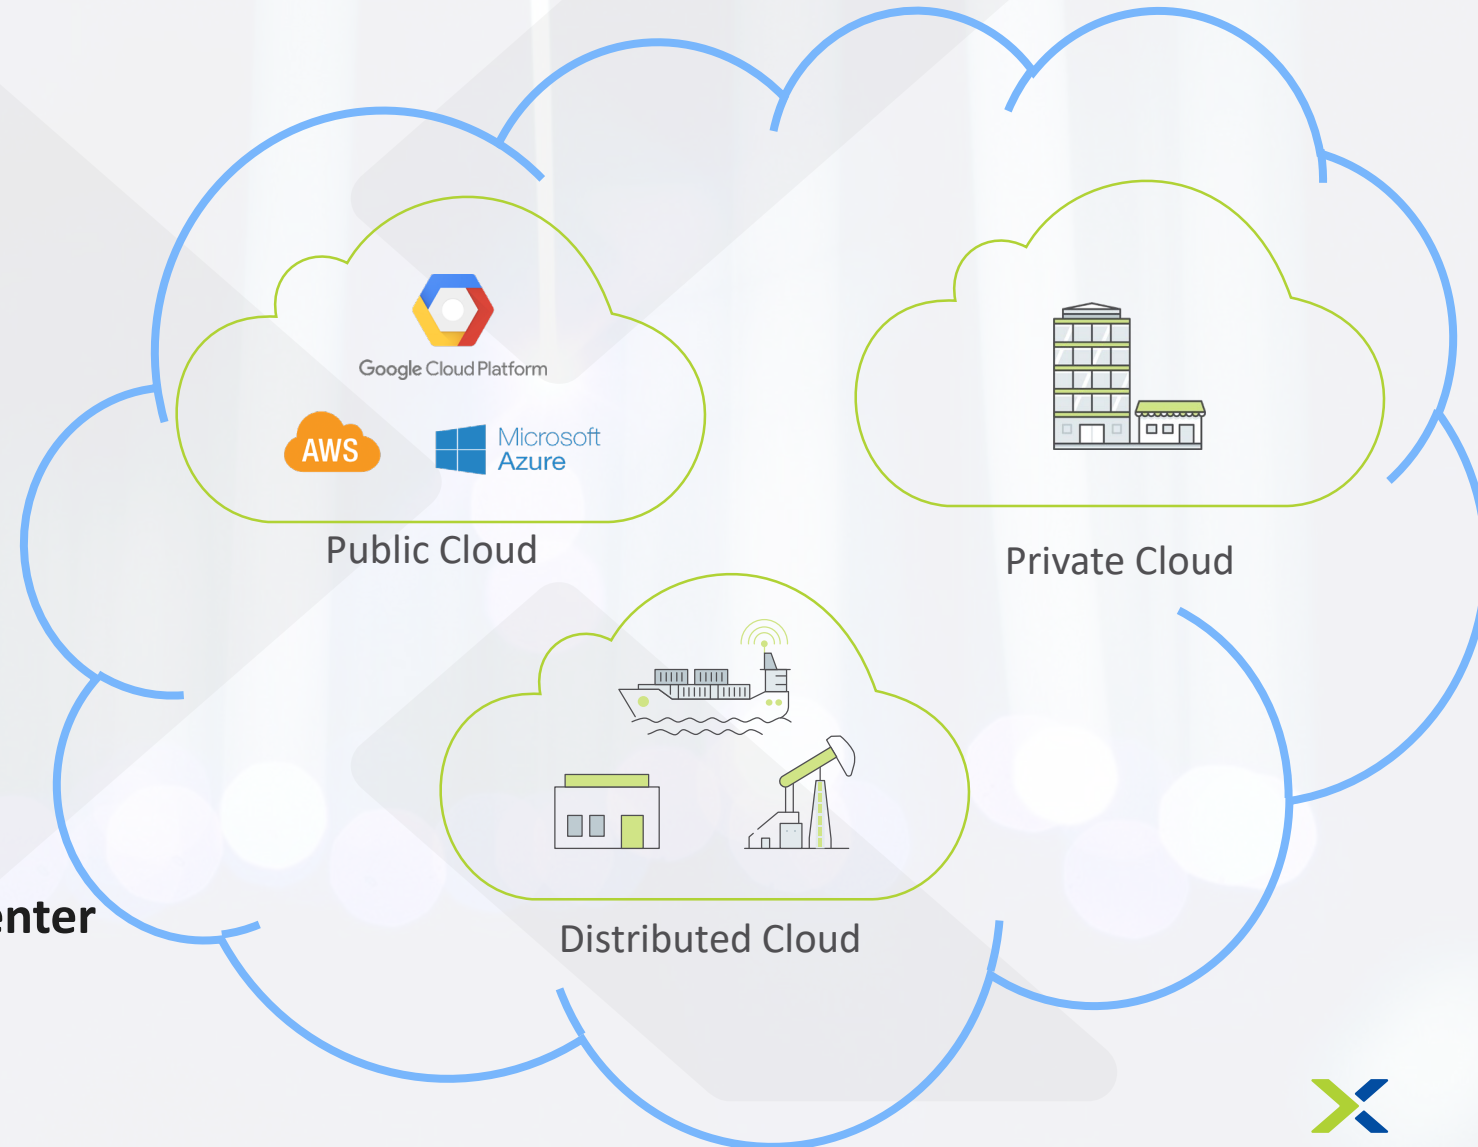 Google Cloud Platform
AWS
Microsoft
Azure
Public Cloud
Private Cloud
Distributed Cloud
enter